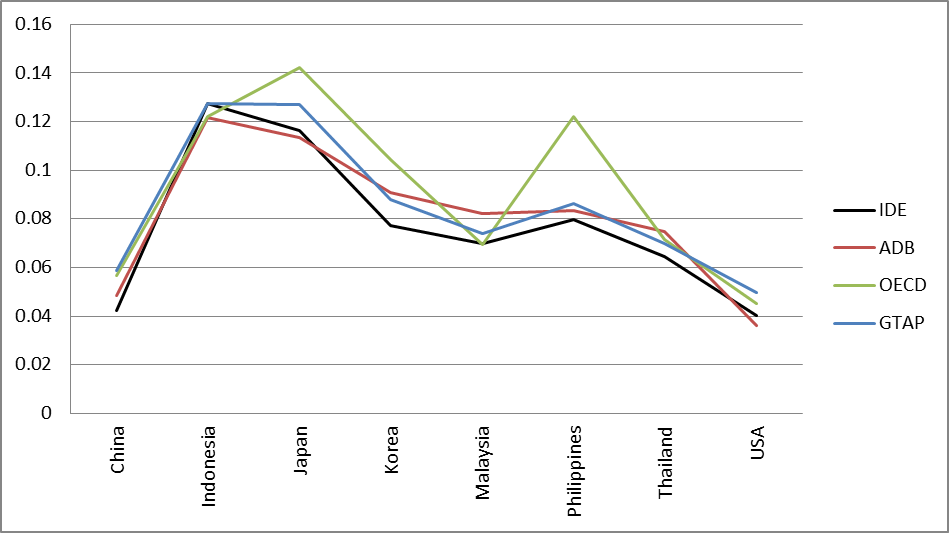 0.16
0.14
0.12
0.1
0.08
0.06
0.04
0.02
0
China
Indonesia
Japan
Korea
Malaysia
Philippines
Thailand
USA
IDE
ADB
OECD
GTAP